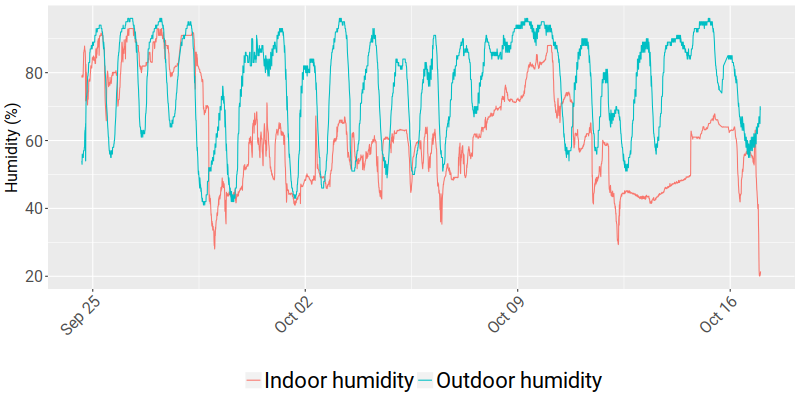 Humidity (%)
80
60
40
20
Sep 25
Oct 02
Oct 09
Oct 16
Indoor humidity
Outdoor humidity